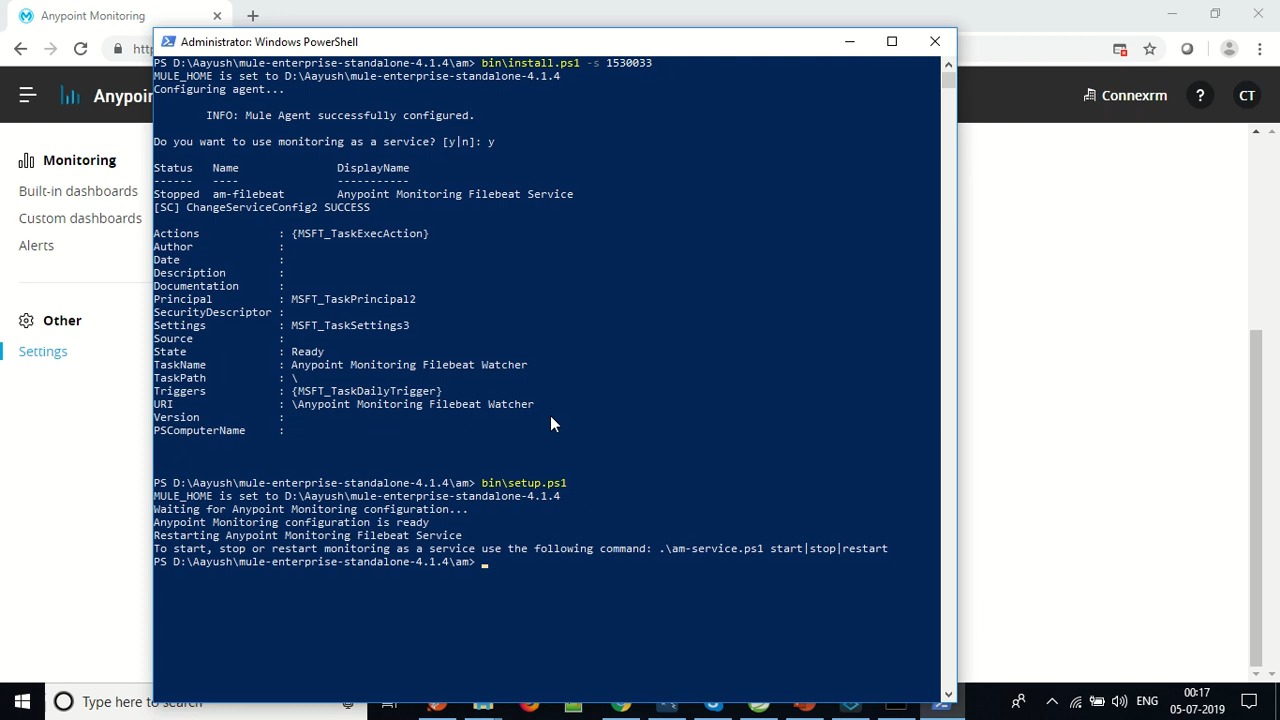 Anypoint Monitoring
Administrator: Windows PowerShell
Connexrm
?
CT
Monitoring
Built-in dashboards
Custom dashboards
Alerts
Other
Settings
PS D:\Aayush\mule-enterprise-standalone-4.1.4\am> bin\install.ps1 -s 1530033
MULE_HOME is set to D:\Aayush\mule-enterprise-standalone-4.1.4
Configuring agent...
INFO: Mule Agent successfully configured.
Do you want to use monitoring as a service? [y|n]: y
Status Name DisplayName
------ ---- -----------
Stopped am-filebeat Anypoint Monitoring Filebeat Service
[SC] ChangeServiceConfig2 SUCCESS
Actions : {MSFT_TaskExecAction}
Author :
Date :
Description :
Documentation :
Principal : MSFT_TaskPrincipal2
SecurityDescriptor :
Settings : MSFT_TaskSettings3
Source :
State : Ready
TaskName : Anypoint Monitoring Filebeat Watcher
TaskPath : \
Triggers : {MSFT_TaskDailyTrigger}
URI : \Anypoint Monitoring Filebeat Watcher
Version :
PSComputerName :
PS D:\Aayush\mule-enterprise-standalone-4.1.4\am> bin\setup.ps1
MULE_HOME is set to D:\Aayush\mule-enterprise-standalone-4.1.4
Waiting for Anypoint Monitoring configuration...
Anypoint Monitoring configuration is ready
Restarting Anypoint Monitoring Filebeat Service
To start, stop or restart monitoring as a service use the following command: .\am-service.ps1 start|stop|restart
PS D:\Aayush\mule-enterprise-standalone-4.1.4\am>
Type here to search
ENG
00:17
05-07-2019